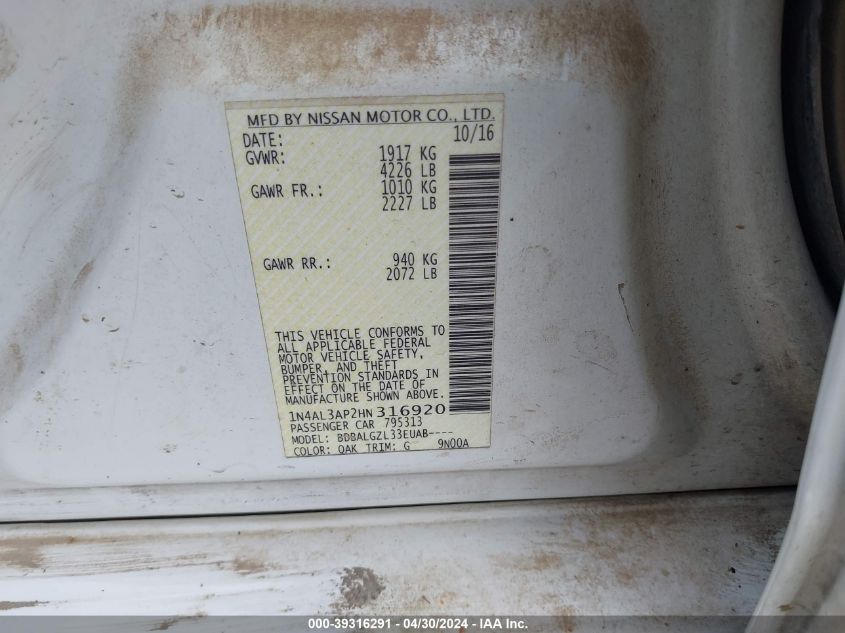 MFD BY NISSAN MOTOR CO., LTD.
DATE: 10/16
GVWR: 1917 KG
4226 LB
GAWR FR.: 1010 KG
2227 LB
GAWR RR.: 940 KG
2072 LB
THIS VEHICLE CONFORMS TO
ALL APPLICABLE FEDERAL
MOTOR VEHICLE SAFETY,
BUMPER, AND THEFT
PREVENTION STANDARDS IN
EFFECT ON THE DATE OF
MANUFACTURE SHOWN ABOVE.
1N4AL3AP2HN316920
PASSENGER CAR 795313
MODEL: BDBALGZL33EUAB----
COLOR: QAK TRIM: G 9N00A
000-39316291 - 04/30/2024 - IAAI.com